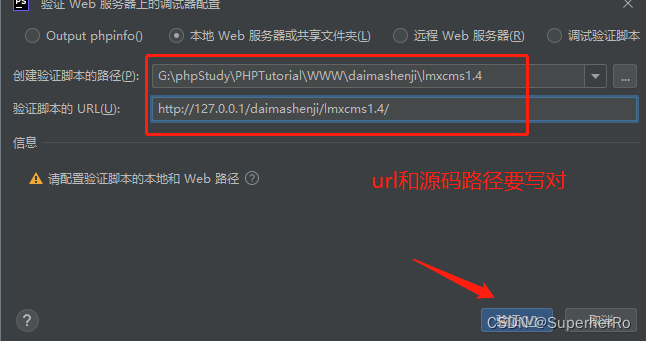 PS 验证 Web 服务器上的调试器配置
Output phpinfo() 本地 Web 服务器或共享文件夹(L) 远程 Web 服务器(R) 调试验证脚本
创建验证脚本的路径(P): G:\phpStudy\PHPTutorial\WWW\daimashenji\lmxcms1.4 ...
验证脚本的 URL(U): http://127.0.0.1/daimashenji/lmxcms1.4/
信息
请配置验证脚本的本地和 Web 路径 ?
url和源码路径要写对
? 验证(V) 取消
CSDN @SuperherRo